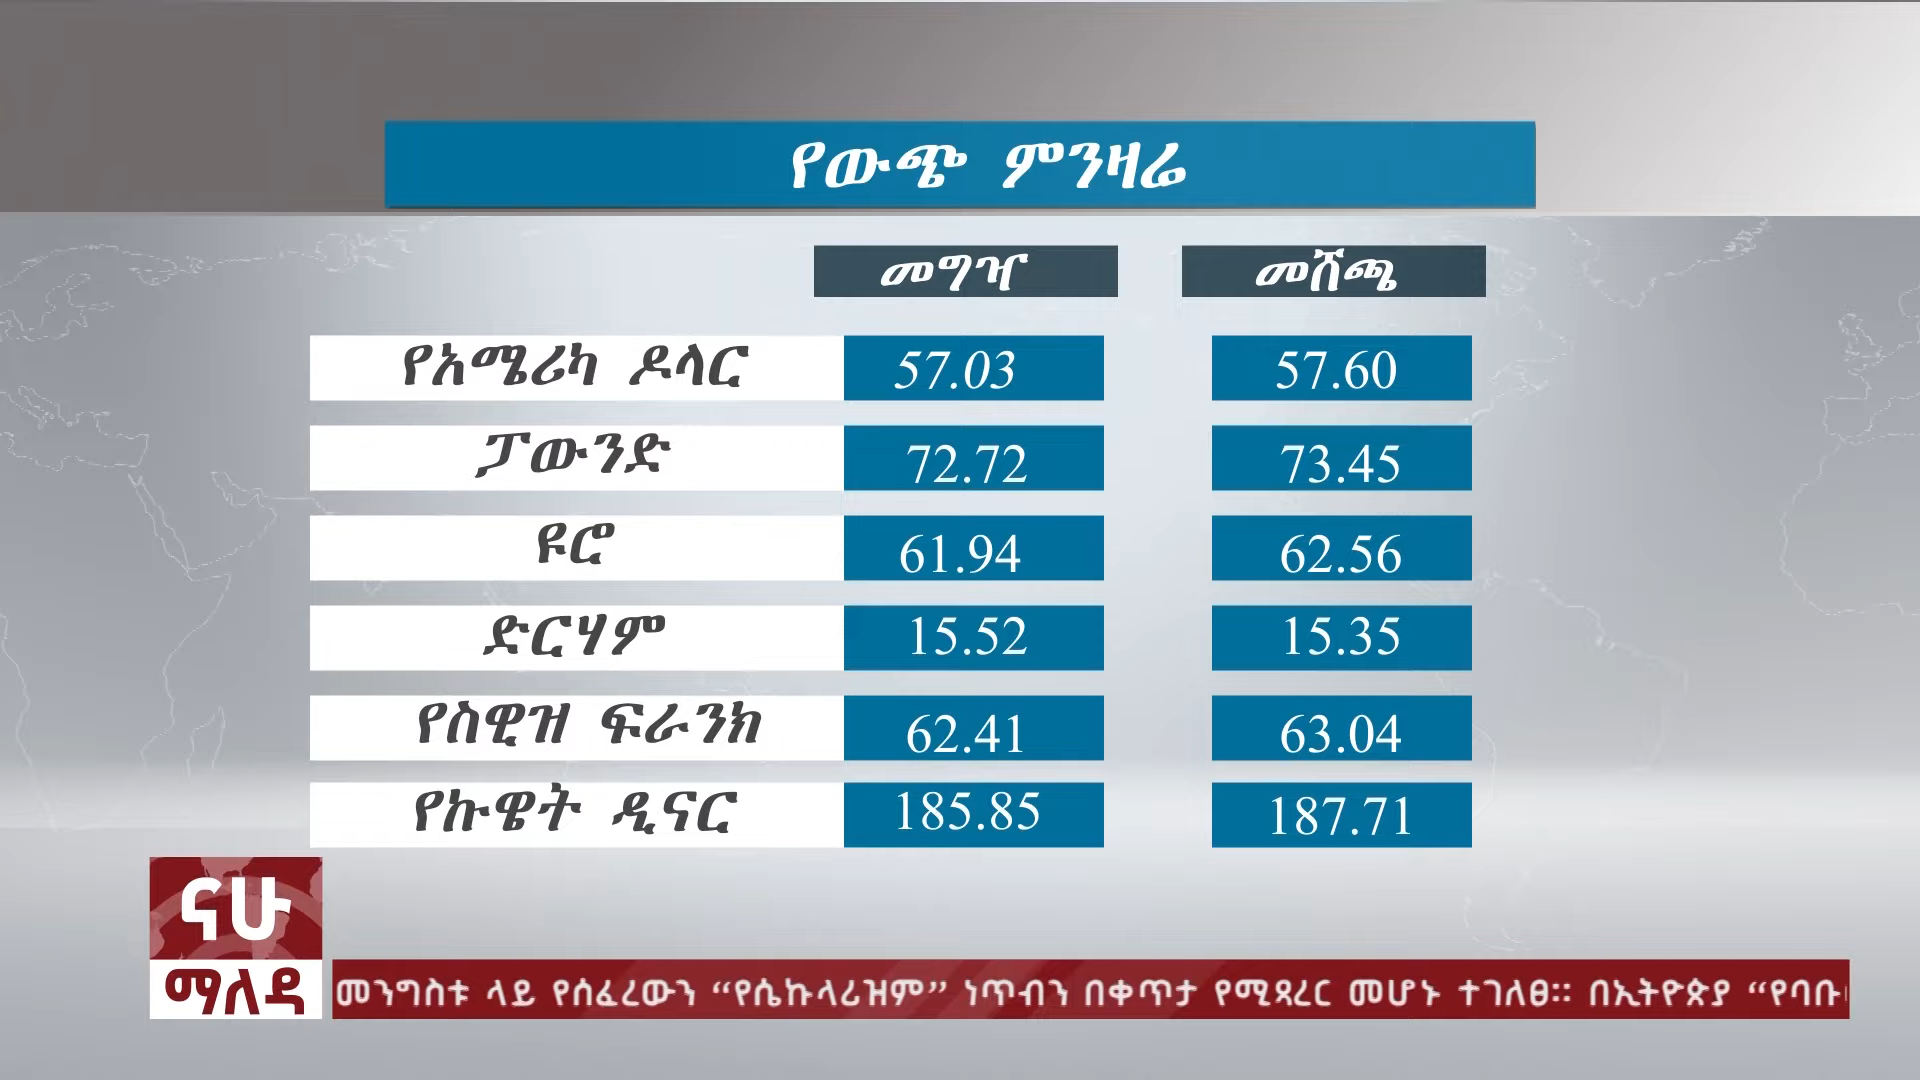 የውጭ ምንዛሬ
መግዣ መሸጫ
የአሜሪካ ዶላር 57.03 57.60
ፓውንድ 72.72 73.45
ዩሮ 61.94 62.56
ድርሃም 15.52 15.35
የስዊዝ ፍራንክ 62.41 63.04
የኩዌት ዲናር 185.85 187.71
ናሁ
ማለዳ
መንግስቱ ላይ የሰፈረውን “የሴኩላሪዝም” ነጥብን በቀጥታ የሚጻረር መሆኑ ተገለፀ። በኢትዮጵያ “የባቡ